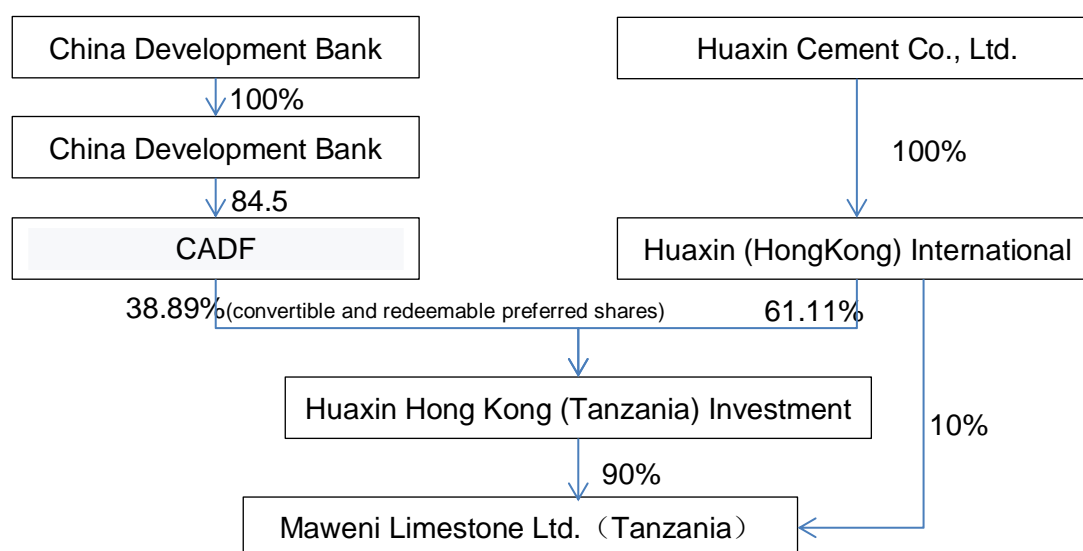 China Development Bank
Huaxin Cement Co., Ltd.
100%
China Development Bank
100%
84.5
CADF
Huaxin (HongKong) International
38.89%(convertible and redeemable preferred shares)
61.11%
Huaxin Hong Kong (Tanzania) Investment
10%
90%
Maweni Limestone Ltd.（Tanzania）